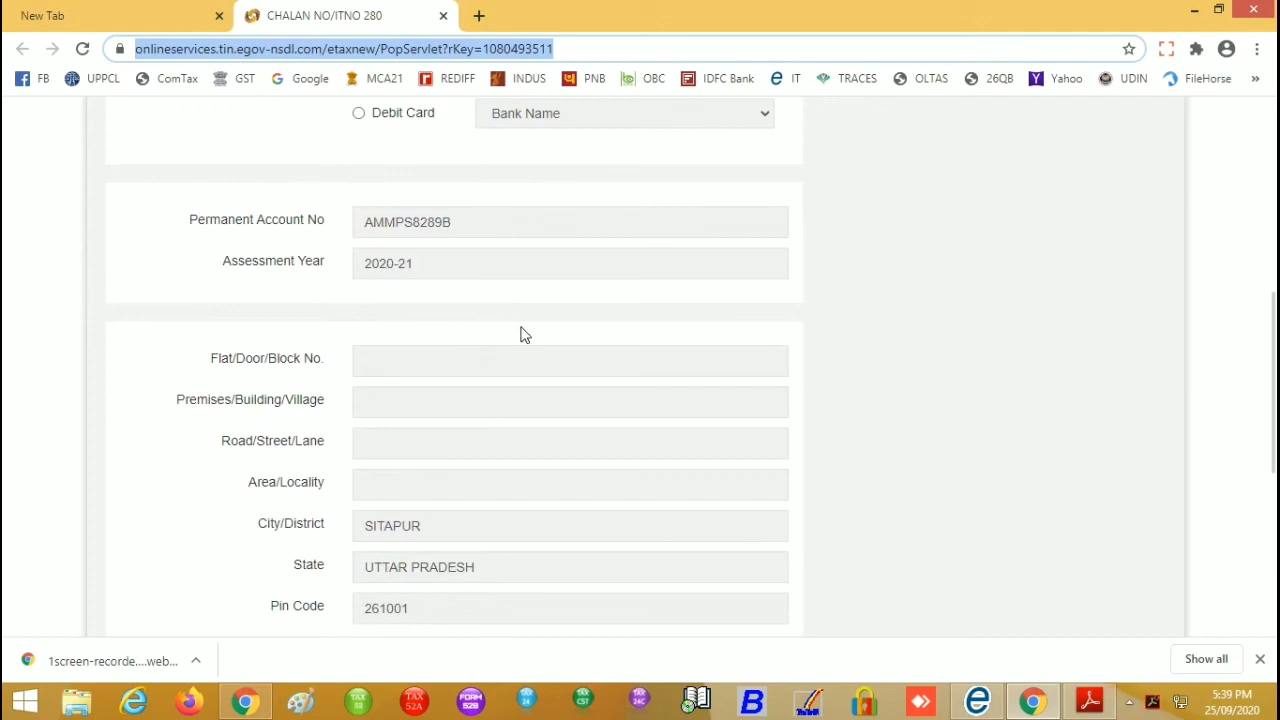 New Tab
CHALAN NO/ITNO 280
onlineservices.tin.egov-nsdl.com/etaxnew/PopServlet?rKey=1080493511
FB UPPCL ComTax GST Google MCA21 REDIFF INDUS PNB OBC IDFC Bank IT TRACES OLTAS 26QB Yahoo UDIN FileHorse »
Debit Card Bank Name
Permanent Account No AMMPS8289B
Assessment Year 2020-21
Flat/Door/Block No.
Premises/Building/Village
Road/Street/Lane
Area/Locality
City/District SITAPUR
State UTTAR PRADESH
Pin Code 261001
1screen-recorde....web... Show all
5:39 PM
25/09/2020